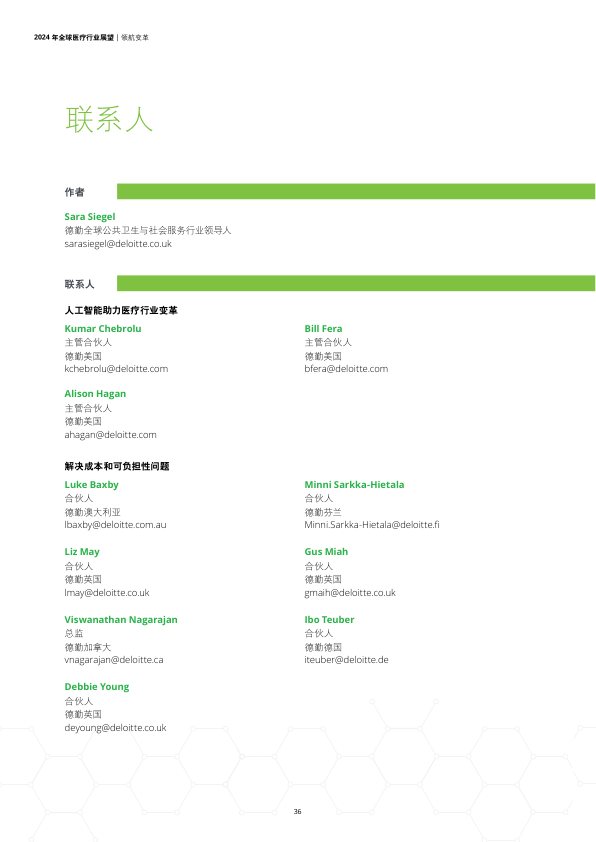 2024 年全球医疗行业展望 | 领航变革
联系人
作者
Sara Siegel
德勤全球公共卫生与社会服务行业领导人
sarasiegel@deloitte.co.uk
联系人
人工智能助力医疗行业变革
Kumar Chebrolu
主管合伙人
德勤美国
kchebrolu@deloitte.com
Bill Fera
主管合伙人
德勤美国
bfera@deloitte.com
Alison Hagan
主管合伙人
德勤美国
ahagan@deloitte.com
解决成本和可负担性问题
Luke Baxby
合伙人
德勤澳大利亚
lbaxby@deloitte.com.au
Minni Sarkka-Hietala
合伙人
德勤芬兰
Minni.Sarkka-Hietala@deloitte.fi
Liz May
合伙人
德勤英国
lmay@deloitte.co.uk
Gus Miah
合伙人
德勤英国
gmaih@deloitte.co.uk
Viswanathan Nagarajan
总监
德勤加拿大
vnagarajan@deloitte.ca
Ibo Teuber
合伙人
德勤德国
iteuber@deloitte.de
Debbie Young
合伙人
德勤英国
deyoung@deloitte.co.uk
36